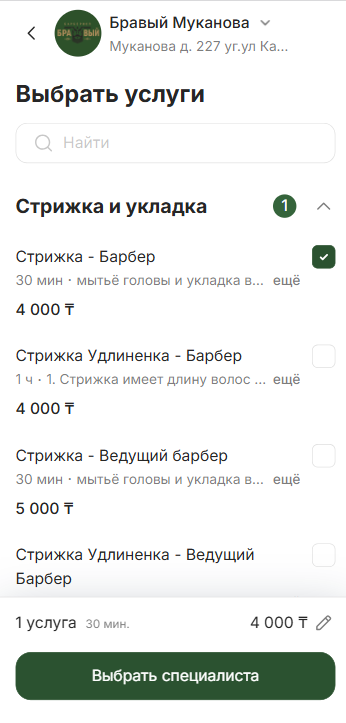 Бравый Муканова
БРАВЫЙ
Муканова д. 227 уг.ул Ка...
Выбрать услуги
Найти
Стрижка и укладка
1
Стрижка - Барбер
30 мин · мытьё головы и укладка в... ещё
4 000 ₸
Стрижка Удлиненка - Барбер
1 ч · 1. Стрижка имеет длину волос ... ещё
4 000 ₸
Стрижка - Ведущий барбер
30 мин · мытьё головы и укладка в... ещё
5 000 ₸
Стрижка Удлиненка - Ведущий
Барбер
1 услуга 30 мин. 4 000 ₸
Выбрать специалиста